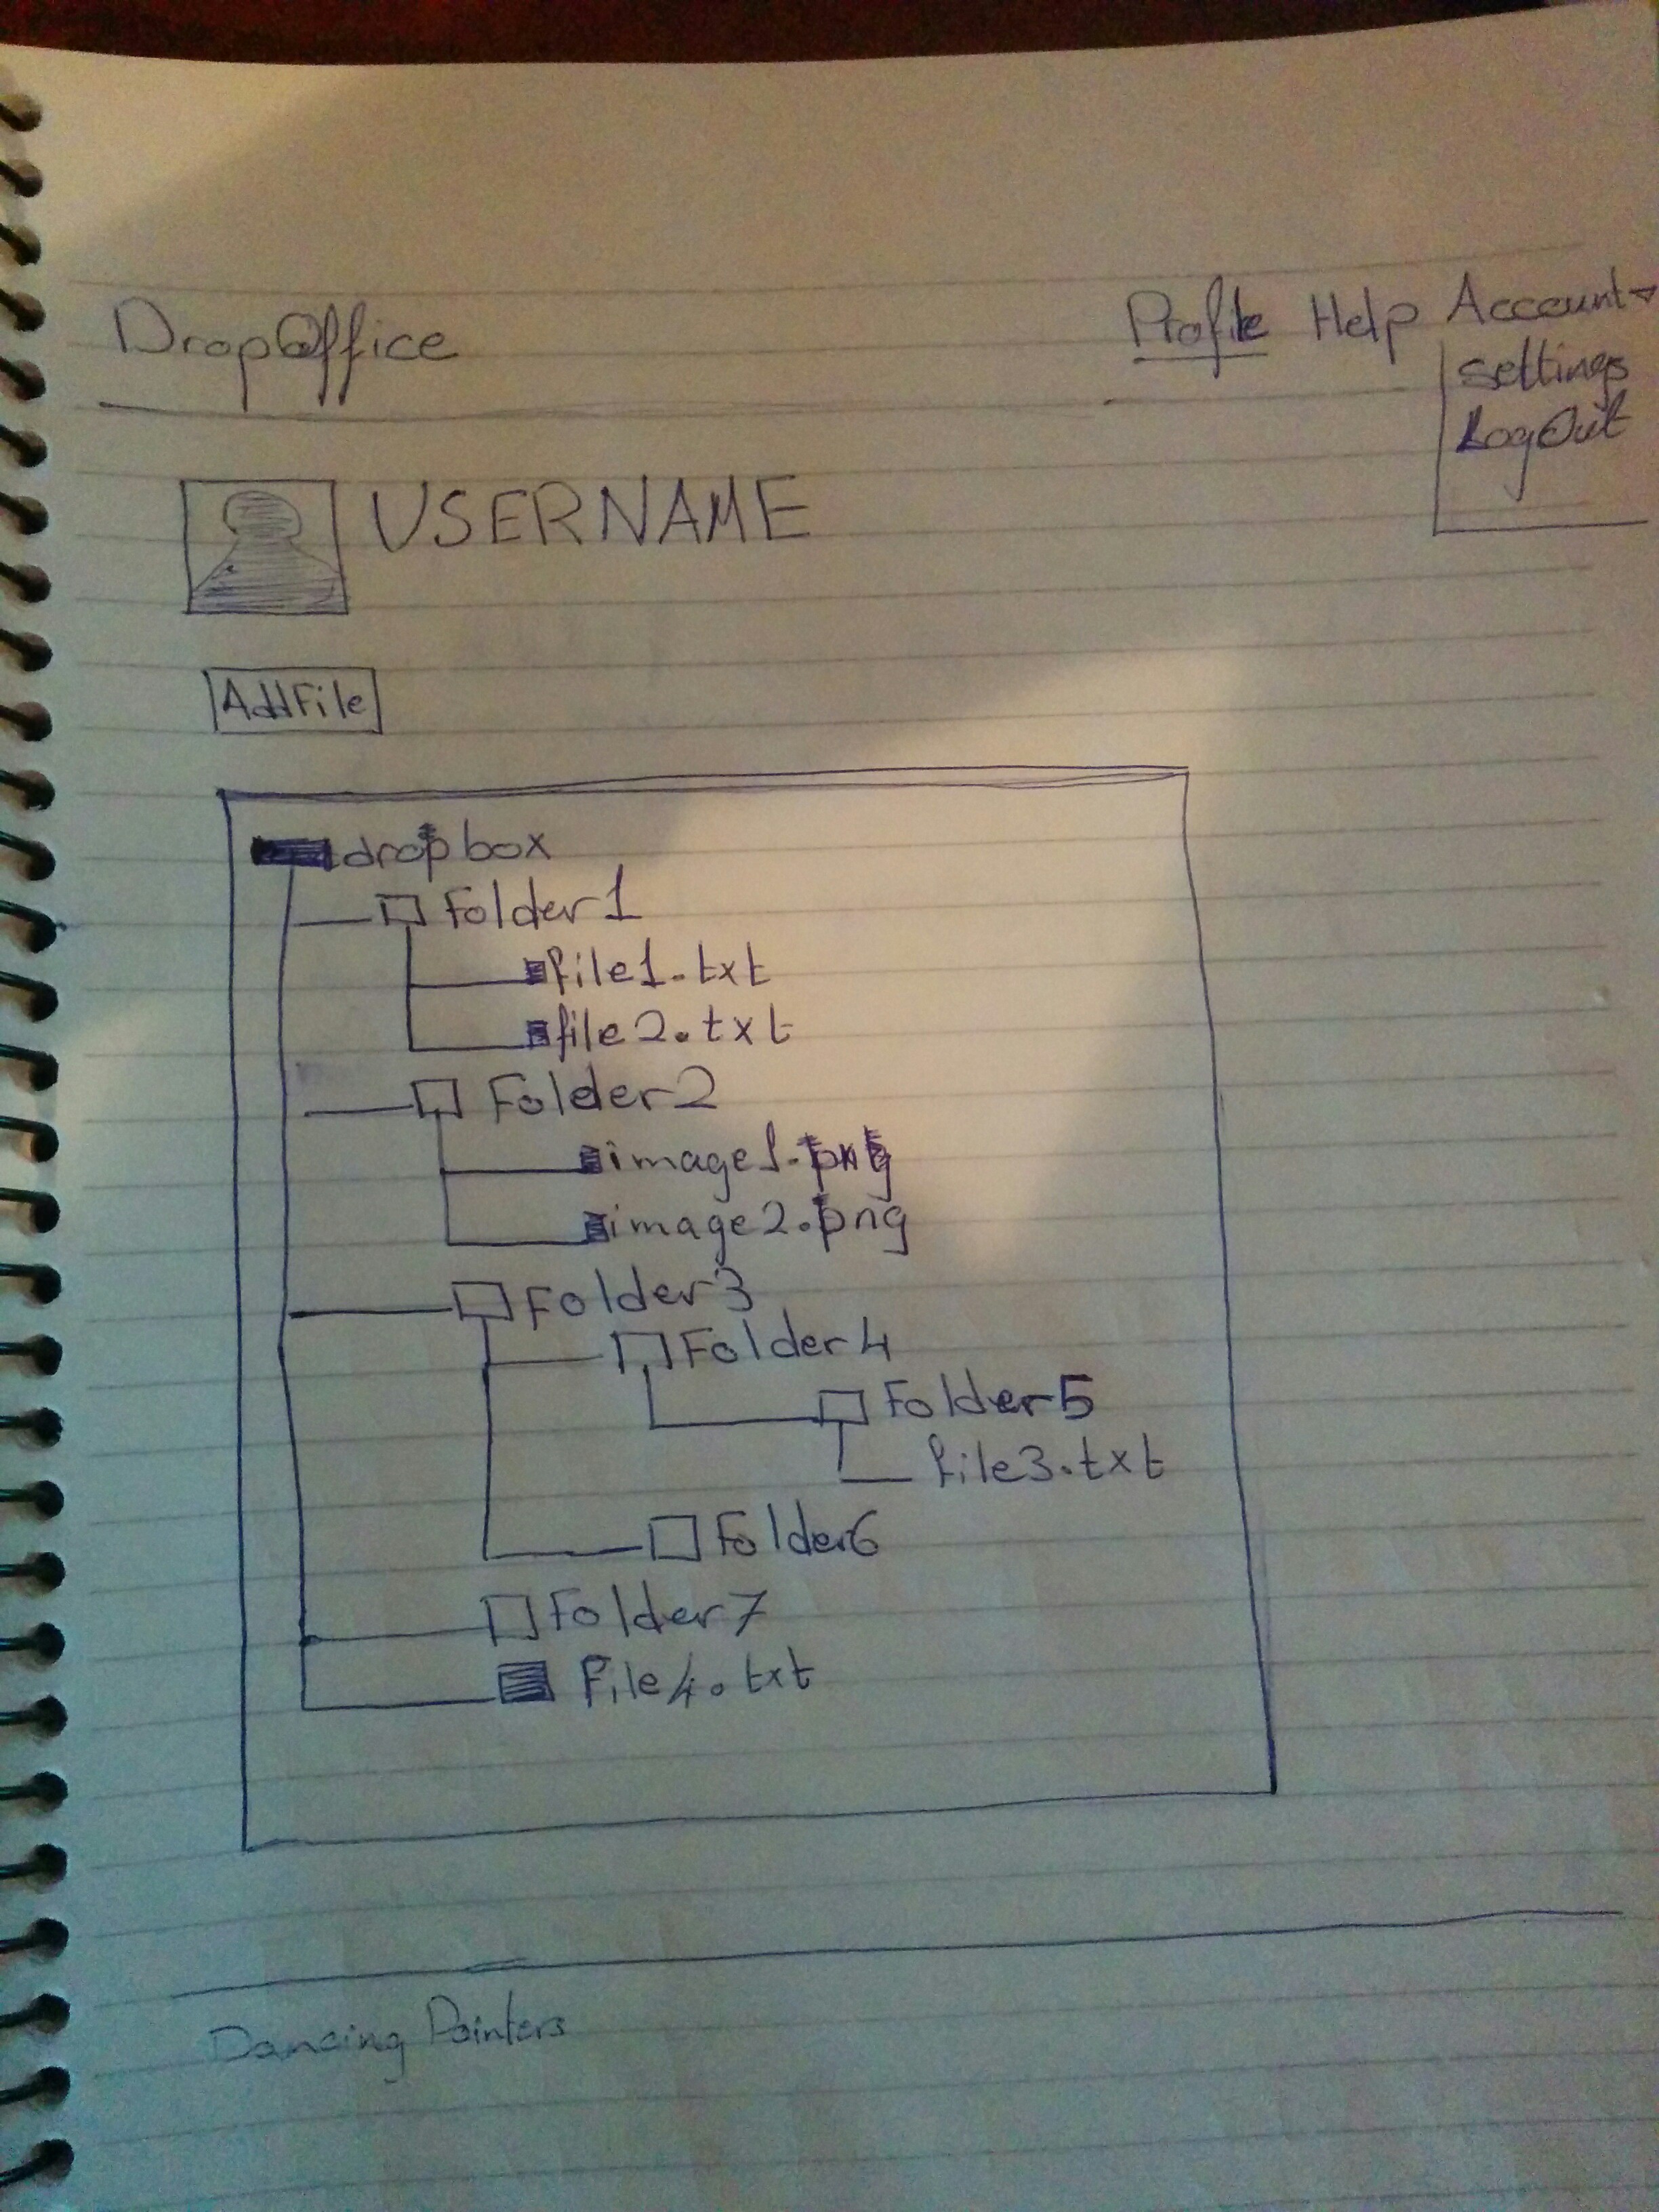 DropOffice Profile Help Account
settings
LogOut
USERNAME
AddFile
dropbox
Folder1
file1.txt
file2.txt
Folder2
image1.png
image2.png
Folder3
Folder4
Folder5
file3.txt
Folder6
Folder7
file4.txt
Dancing Pointers